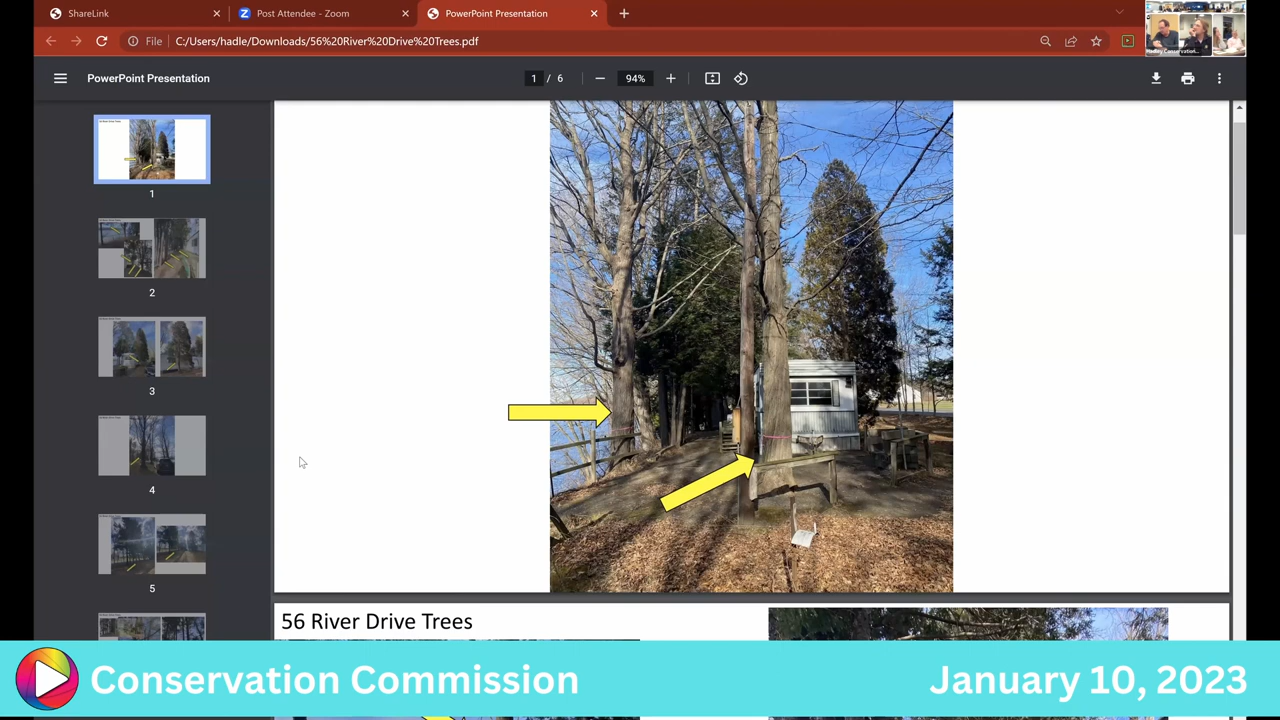 ShareLink
Post Attendee - Zoom
PowerPoint Presentation
File
C:/Users/hadle/Downloads/56%20River%20Drive%20Trees.pdf
PowerPoint Presentation
1 / 6
94%
1
2
3
4
5
56 River Drive Trees
Conservation Commission
January 10, 2023